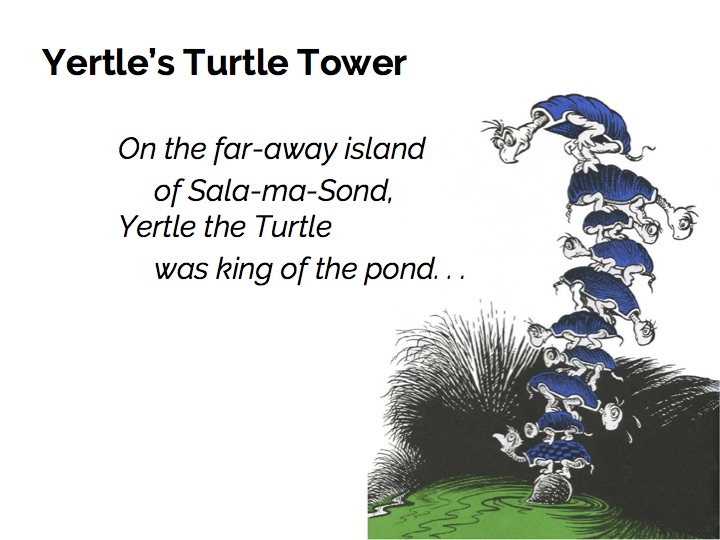 Yertle’s Turtle Tower
On the far-away island
of Sala-ma-Sond,
Yertle the Turtle
was king of the pond. . .